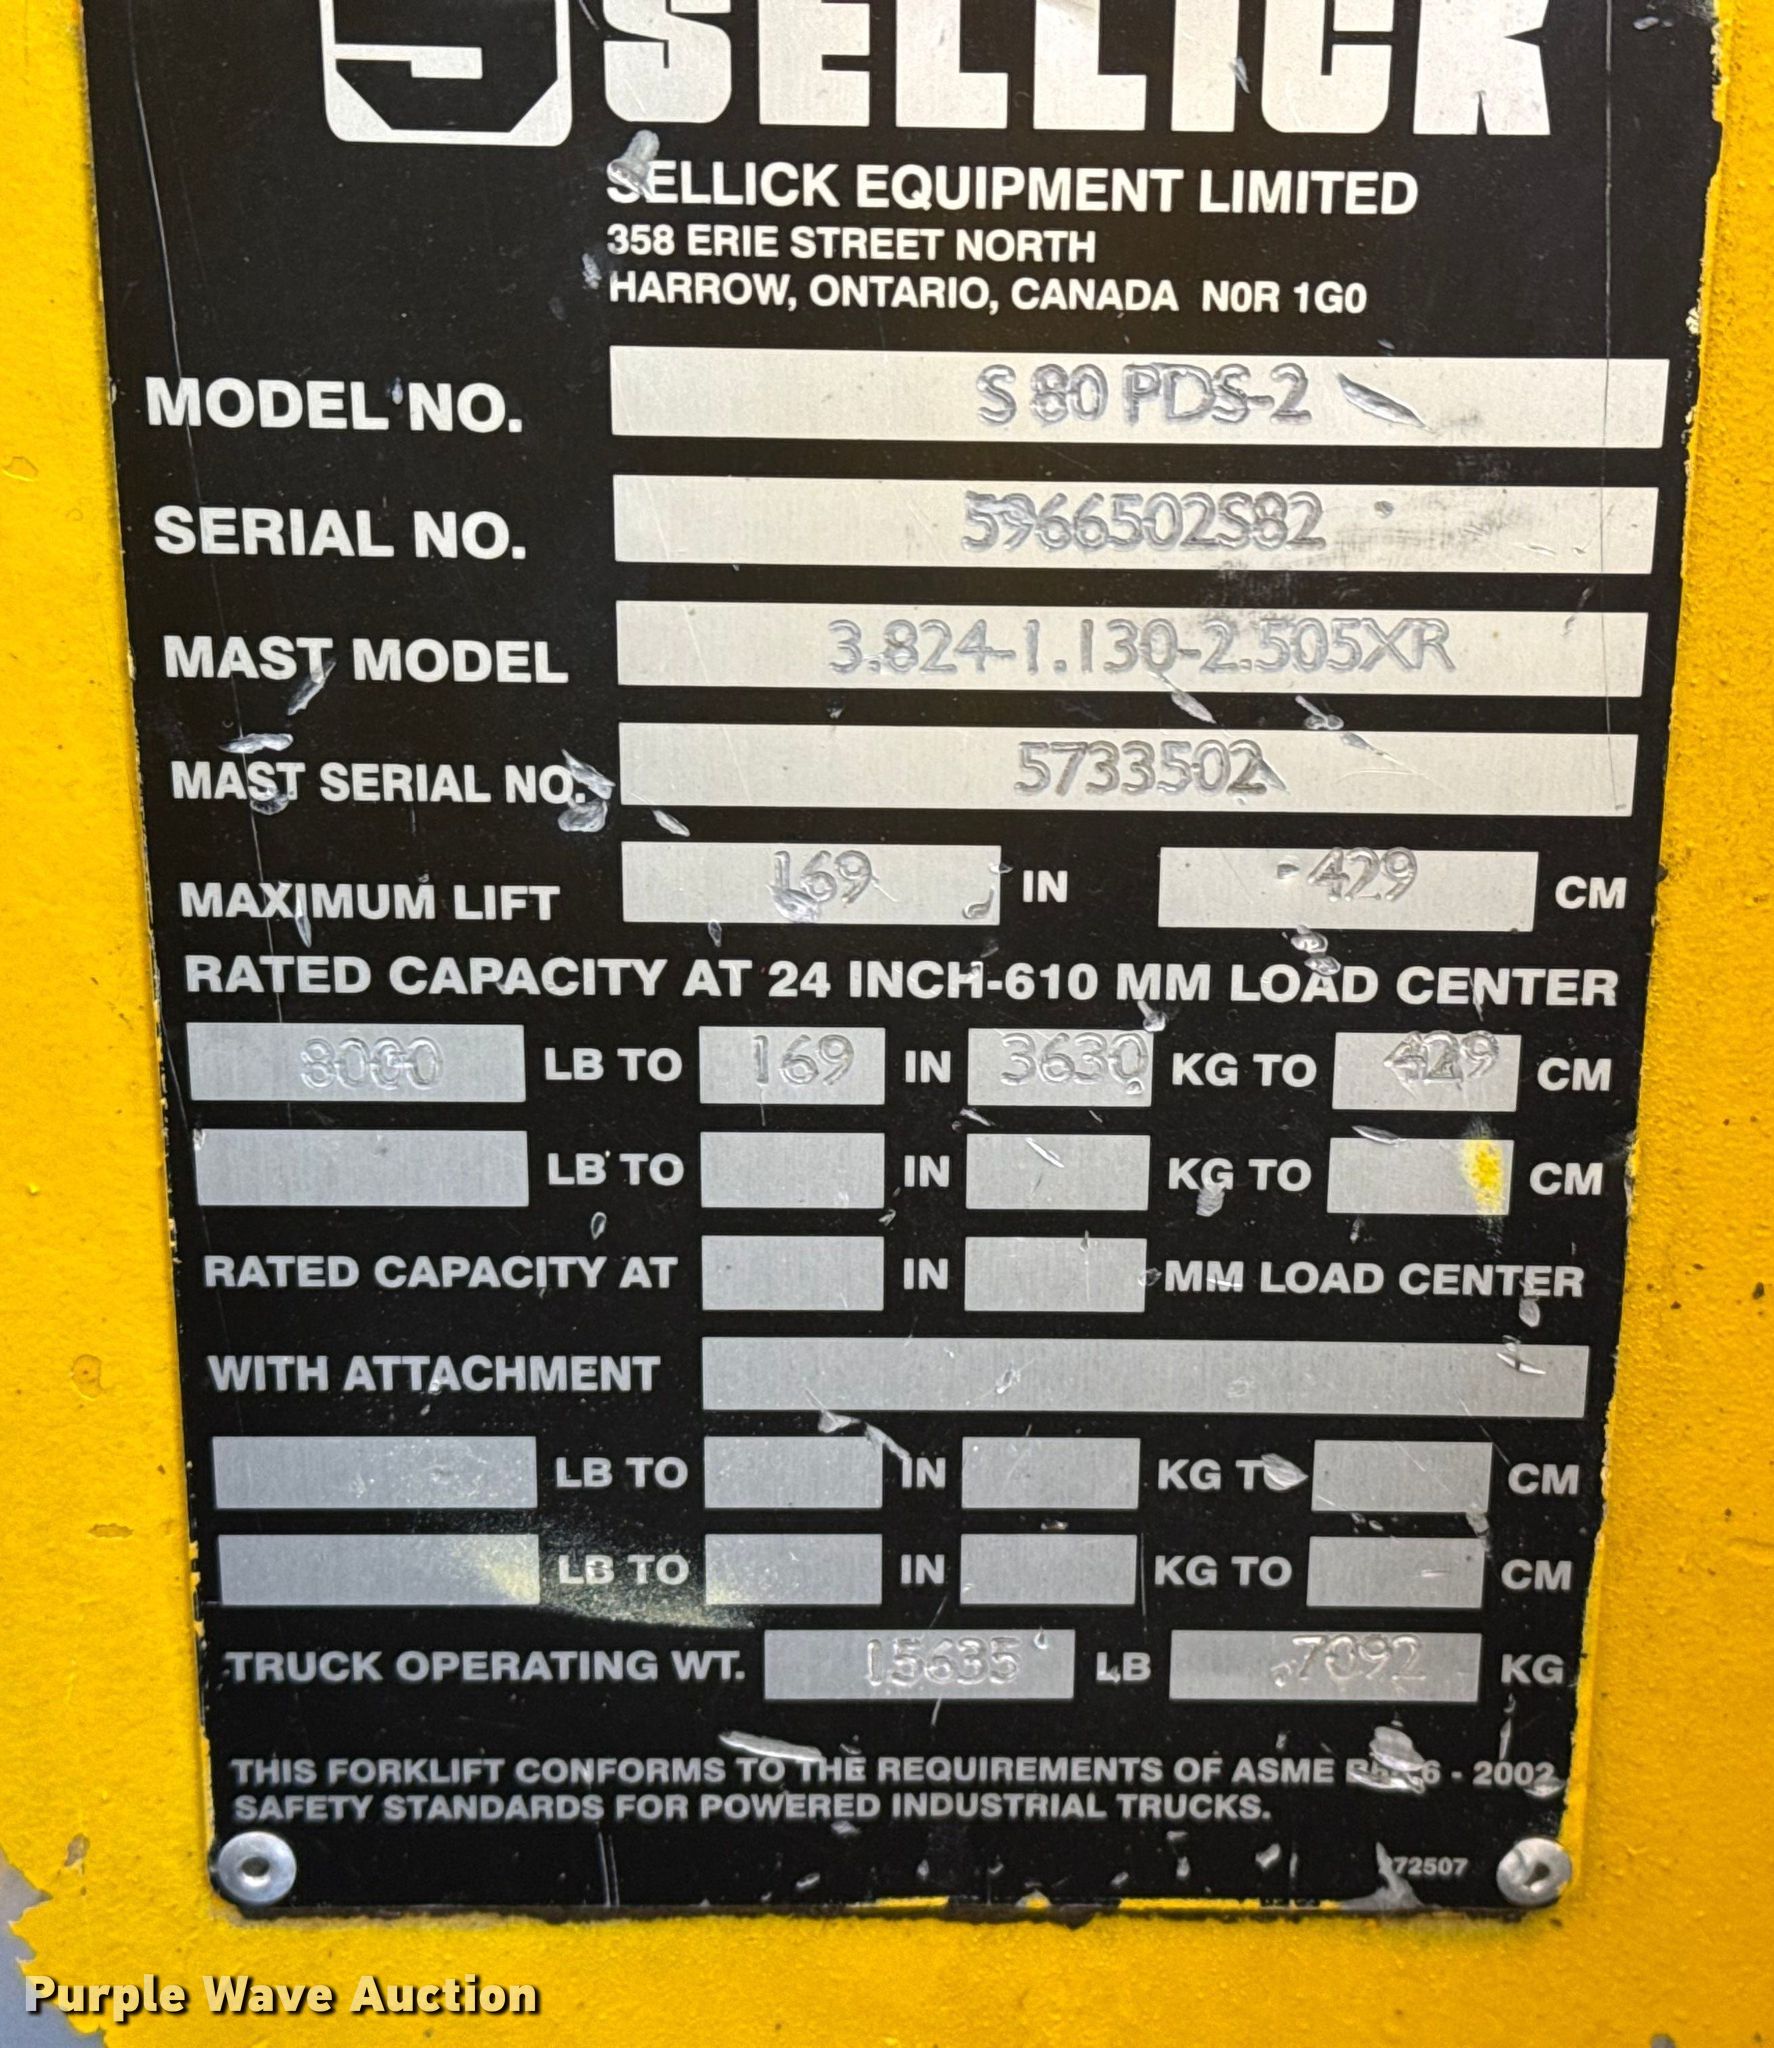 SELLICK
SELLICK EQUIPMENT LIMITED
358 ERIE STREET NORTH
HARROW, ONTARIO, CANADA N0R 1G0
MODEL NO. S 80 PDS-2
SERIAL NO. 5966502S82
MAST MODEL 3.824-1.130-2.505XR
MAST SERIAL NO. 5733502
MAXIMUM LIFT 169 IN 429 CM
RATED CAPACITY AT 24 INCH-610 MM LOAD CENTER
8000 LB TO 169 IN 3630 KG TO 429 CM
LB TO IN KG TO CM
RATED CAPACITY AT IN MM LOAD CENTER
WITH ATTACHMENT
LB TO IN KG TO CM
LB TO IN KG TO CM
TRUCK OPERATING WT. 15635 LB 7092 KG
THIS FORKLIFT CONFORMS TO THE REQUIREMENTS OF ASME - 2002
SAFETY STANDARDS FOR POWERED INDUSTRIAL TRUCKS.
Purple Wave Auction